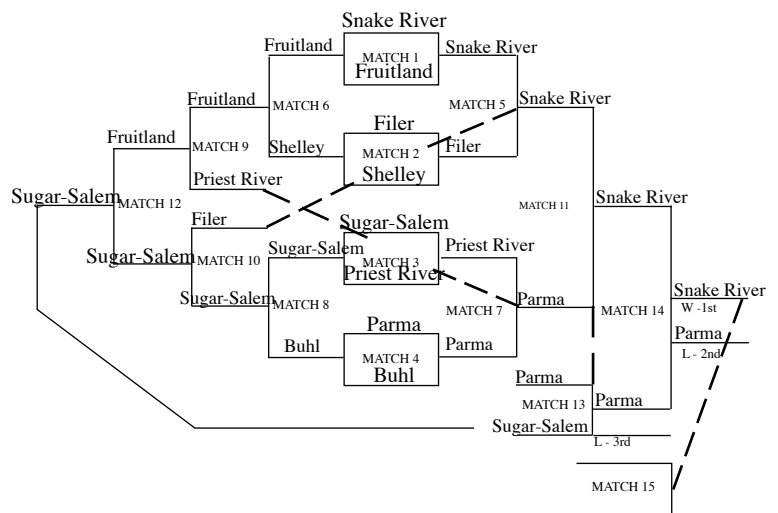 Snake River
Fruitland
MATCH 1
Snake River
Fruitland
Fruitland
MATCH 6
MATCH 5
Snake River
Filer
Fruitland
MATCH 9
Shelley
MATCH 2
Filer
Shelley
Priest River
Sugar-Salem
MATCH 12
MATCH 11
Snake River
Filer
Sugar-Salem
Sugar-Salem
MATCH 10
Sugar-Salem
MATCH 3
Priest River
Priest River
Snake River
W -1st
Sugar-Salem
MATCH 8
MATCH 7
Parma
MATCH 14
Parma
Parma
L - 2nd
Buhl
MATCH 4
Parma
Buhl
Parma
MATCH 13
Parma
Sugar-Salem
L - 3rd
MATCH 15